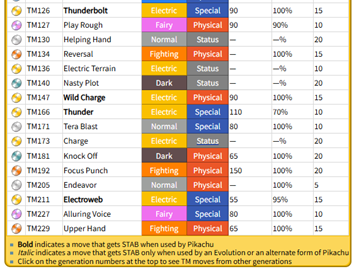 TM126 Thunderbolt Electric Special 90 100% 15
TM127 Play Rough Fairy Physical 90 90% 10
TM130 Helping Hand Normal Status — —% 20
TM134 Reversal Fighting Physical — 100% 15
TM136 Electric Terrain Electric Status — —% 10
TM140 Nasty Plot Dark Status — —% 20
TM147 Wild Charge Electric Physical 90 100% 15
TM166 Thunder Electric Special 110 70% 10
TM171 Tera Blast Normal Special 80 100% 10
TM173 Charge Electric Status — —% 20
TM181 Knock Off Dark Physical 65 100% 20
TM192 Focus Punch Fighting Physical 150 100% 20
TM205 Endeavor Normal Physical — 100% 5
TM211 Electroweb Electric Special 55 95% 15
TM227 Alluring Voice Fairy Special 80 100% 10
TM229 Upper Hand Fighting Physical 65 100% 15
Bold indicates a move that gets STAB when used by Pikachu
Italic indicates a move that gets STAB only when used by an Evolution or an alternate form of Pikachu
Click on the generation numbers at the top to see TM moves from other generations